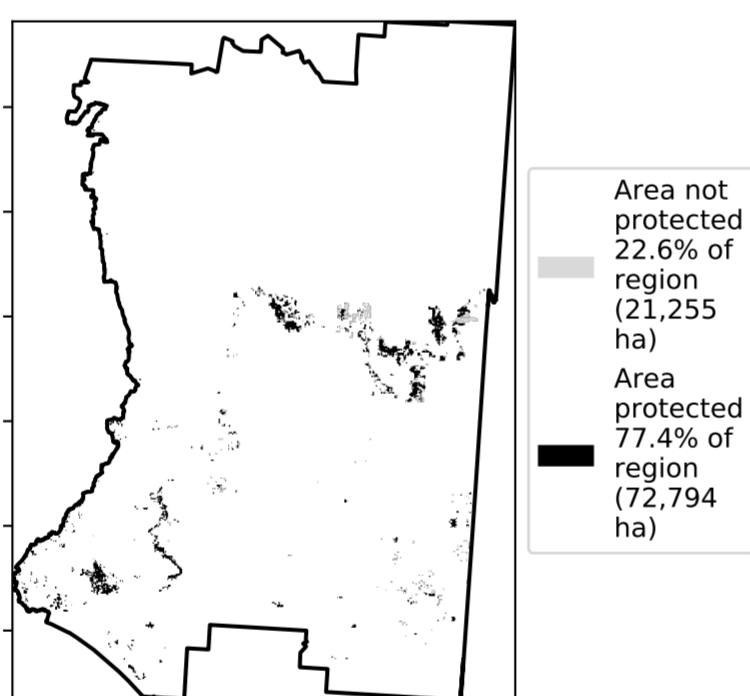 Area not
protected
22.6% of
region
(21,255
ha)
Area
protected
77.4% of
region
(72,794
ha)